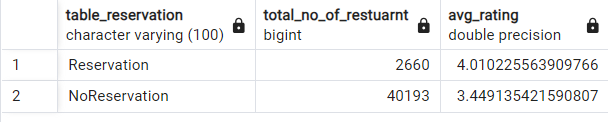 table_reservation total_no_of_restuarnt avg_rating
character varying (100) bigint double precision
1 Reservation 2660 4.010225563909766
2 NoReservation 40193 3.449135421590807